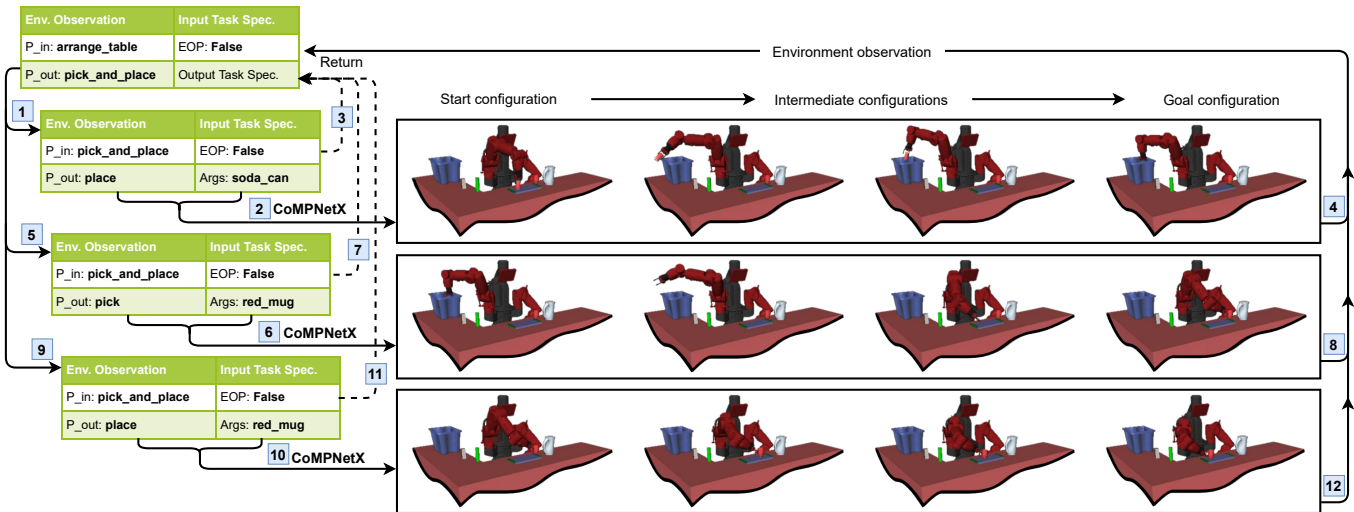 Env. Observation Input Task Spec.
P_in: arrange_table EOP: False
P_out: pick_and_place Output Task Spec.
Environment observation
Return
Start configuration Intermediate configurations Goal configuration
1
Env. Observation Input Task Spec.
P_in: pick_and_place EOP: False
P_out: place Args: soda_can
3
2 CoMPNetX
4
5
Env. Observation Input Task Spec.
P_in: pick_and_place EOP: False
P_out: pick Args: red_mug
7
6 CoMPNetX
8
9
Env. Observation Input Task Spec.
P_in: pick_and_place EOP: False
P_out: place Args: red_mug
11
10 CoMPNetX
12